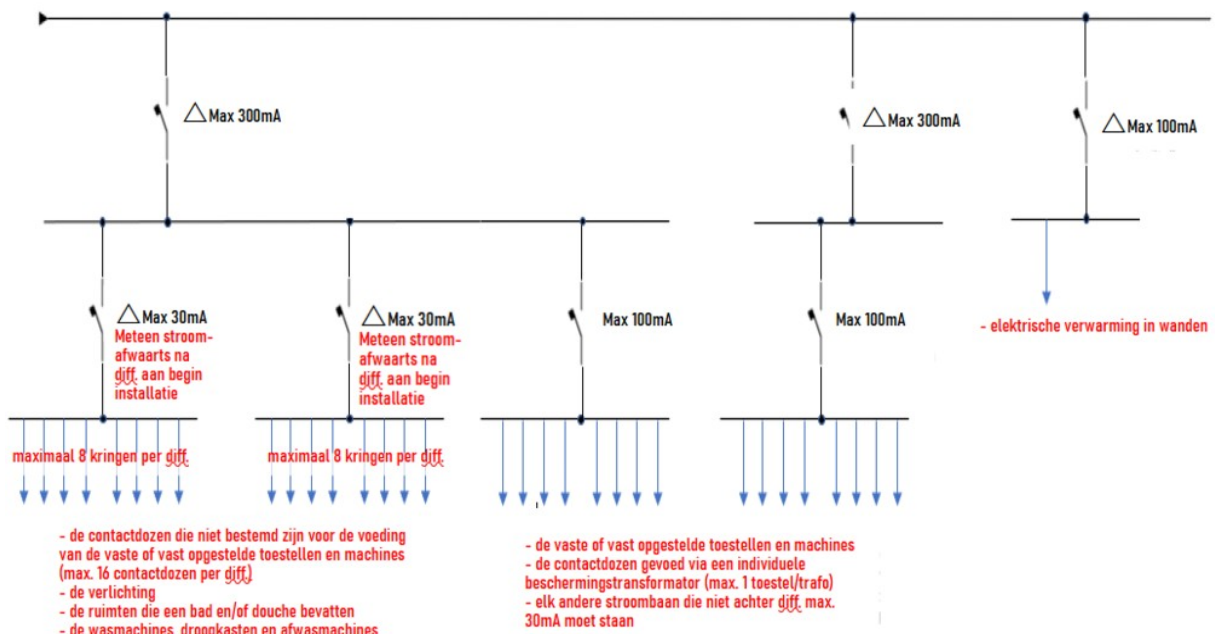 Max 300mA
Max 300mA
Max 100mA
Max 30mA
Meteen stroom-
afwaarts na
diff. aan begin
installatie
Max 30mA
Meteen stroom-
afwaarts na
diff. aan begin
installatie
Max 100mA
Max 100mA
- elektrische verwarming in wanden
maximaal 8 kringen per diff.
maximaal 8 kringen per diff.
- de contactdozen die niet bestemd zijn voor de voeding
van de vaste of vast opgestelde toestellen en machines
(max. 16 contactdozen per diff.)
- de verlichting
- de ruimten die een bad en/of douche bevatten
- de wasmachines, droogkasten en afwasmachines
- de vaste of vast opgestelde toestellen en machines
- de contactdozen gevoed via een individuele
beschermingstransformator (max. 1 toestel/trafo)
- elk andere stroombaan die niet achter diff. max.
30mA moet staan